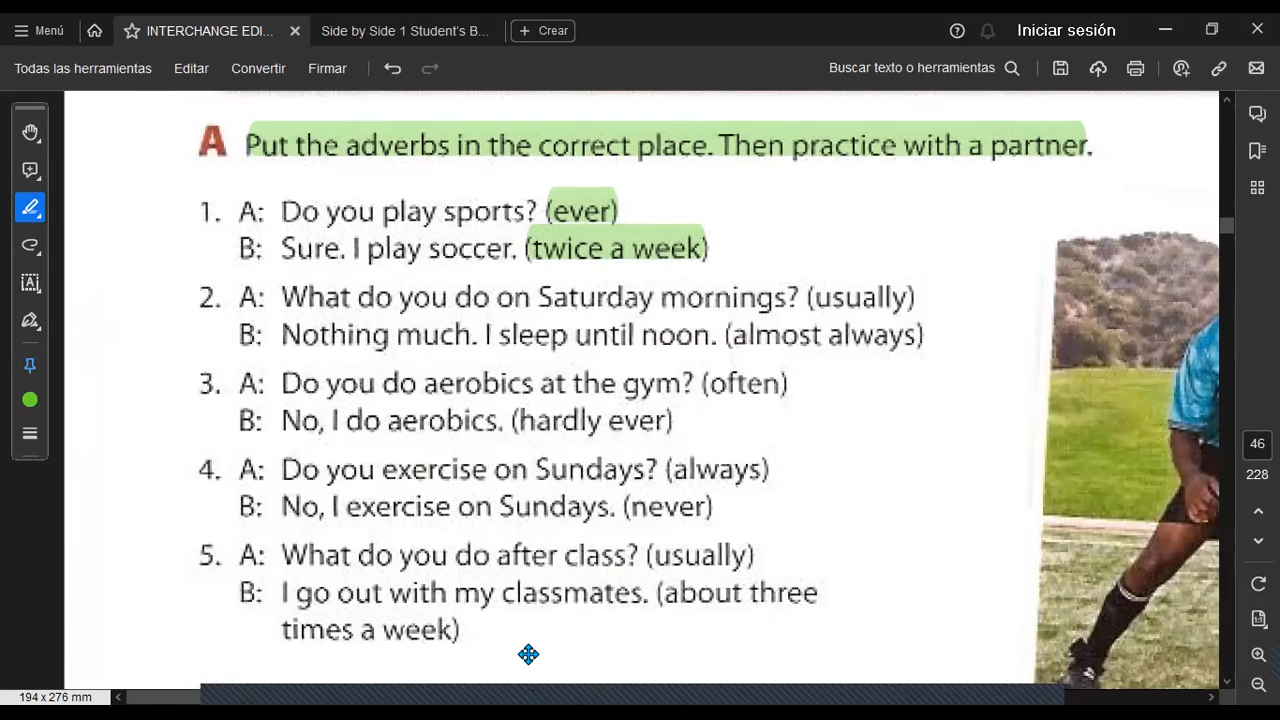 Menú
INTERCHANGE EDI...
Side by Side 1 Student's B...
Crear
Iniciar sesión
Todas las herramientas
Editar
Convertir
Firmar
Buscar texto o herramientas
A Put the adverbs in the correct place. Then practice with a partner.
1. A: Do you play sports? (ever)
B: Sure. I play soccer. (twice a week)
2. A: What do you do on Saturday mornings? (usually)
B: Nothing much. I sleep until noon. (almost always)
3. A: Do you do aerobics at the gym? (often)
B: No, I do aerobics. (hardly ever)
4. A: Do you exercise on Sundays? (always)
B: No, I exercise on Sundays. (never)
5. A: What do you do after class? (usually)
B: I go out with my classmates. (about three
times a week)
46
228
194 x 276 mm